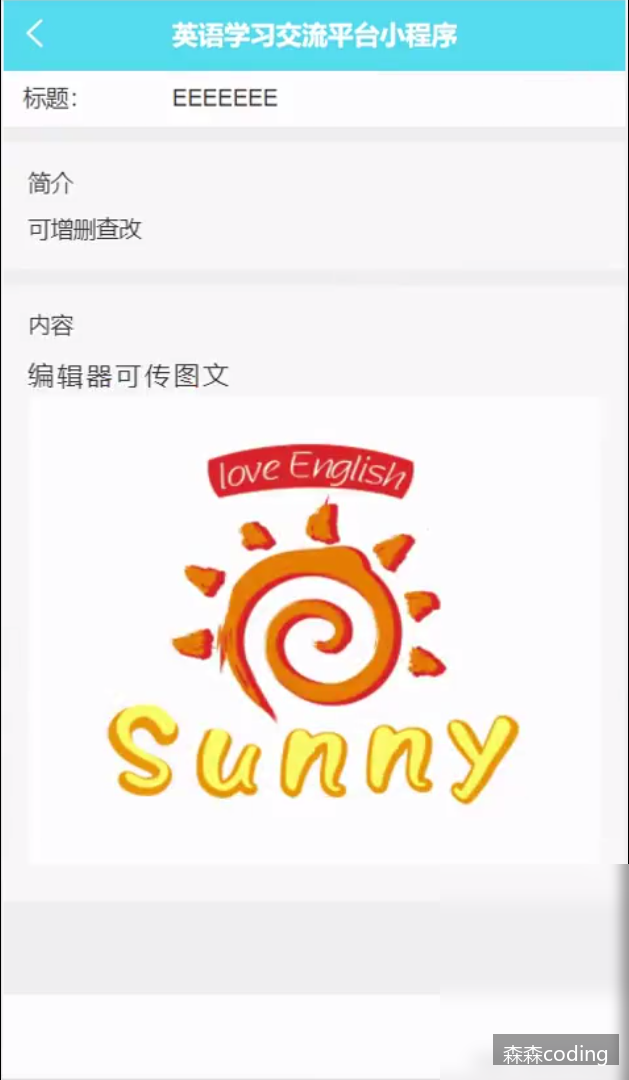 英语学习交流平台小程序
标题： EEEEEEE
简介
可增删查改
内容
编辑器可传图文
love English
Sunny
森森coding